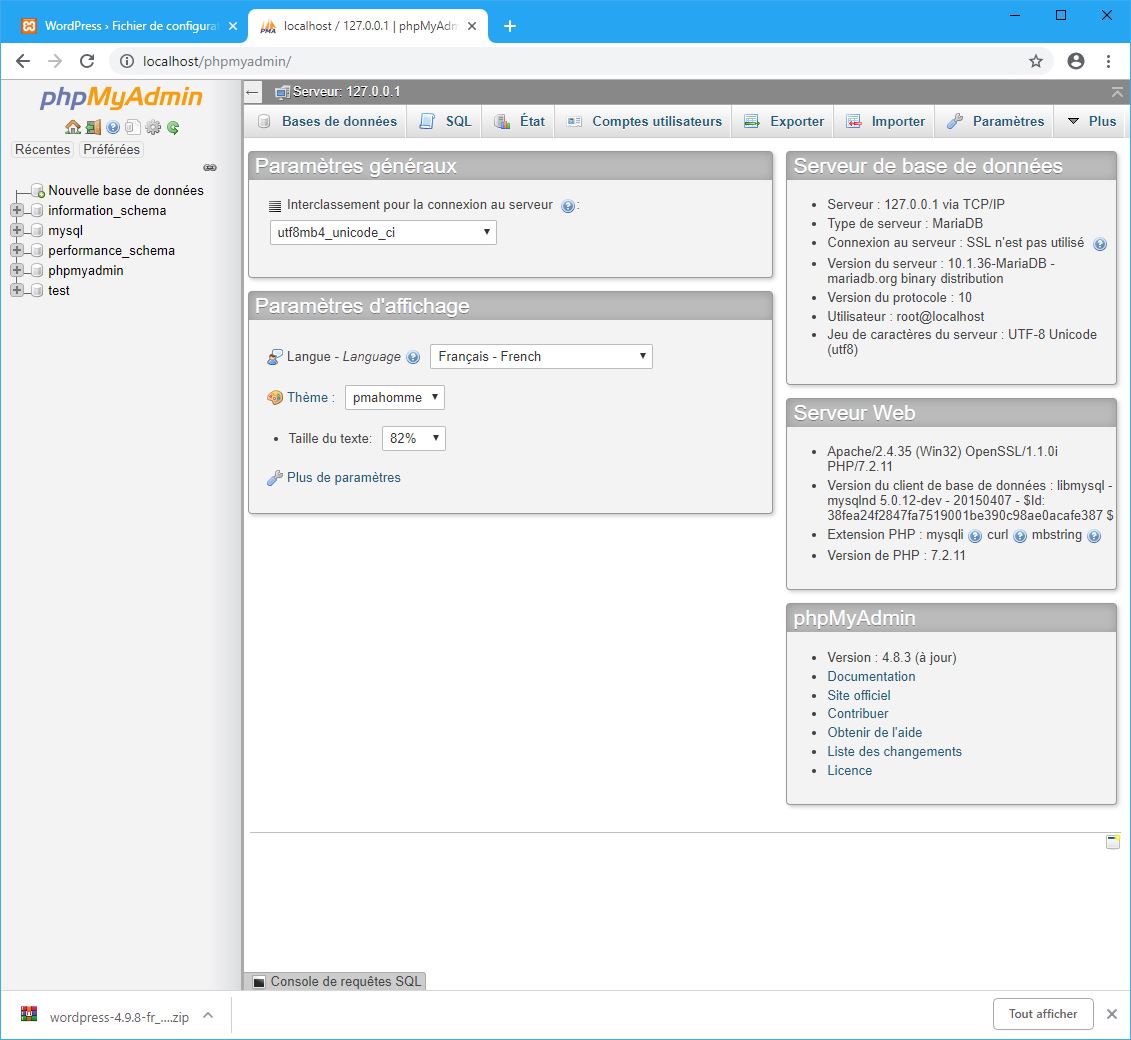 WordPress › Fichier de configurat
localhost / 127.0.0.1 | phpMyAdm
localhost/phpmyadmin/
phpMyAdmin
Récentes Préférées
Nouvelle base de données
information_schema
mysql
performance_schema
phpmyadmin
test
Serveur: 127.0.0.1
Bases de données SQL État Comptes utilisateurs Exporter Importer Paramètres Plus
Paramètres généraux
Interclassement pour la connexion au serveur :
utf8mb4_unicode_ci
Paramètres d'affichage
Langue - Language Français - French
Thème : pmahomme
Taille du texte: 82%
Plus de paramètres
Serveur de base de données
Serveur : 127.0.0.1 via TCP/IP
Type de serveur : MariaDB
Connexion au serveur : SSL n'est pas utilisé
Version du serveur : 10.1.36-MariaDB -
mariadb.org binary distribution
Version du protocole : 10
Utilisateur : root@localhost
Jeu de caractères du serveur : UTF-8 Unicode
(utf8)
Serveur Web
Apache/2.4.35 (Win32) OpenSSL/1.1.0i
PHP/7.2.11
Version du client de base de données : libmysql -
mysqlnd 5.0.12-dev - 20150407 - $Id:
38fea24f2847fa7519001be390c98ae0acafe387 $
Extension PHP : mysqli curl mbstring
Version de PHP : 7.2.11
phpMyAdmin
Version : 4.8.3 (à jour)
Documentation
Site officiel
Contribuer
Obtenir de l'aide
Liste des changements
Licence
Console de requêtes SQL
wordpress-4.9.8-fr_....zip
Tout afficher